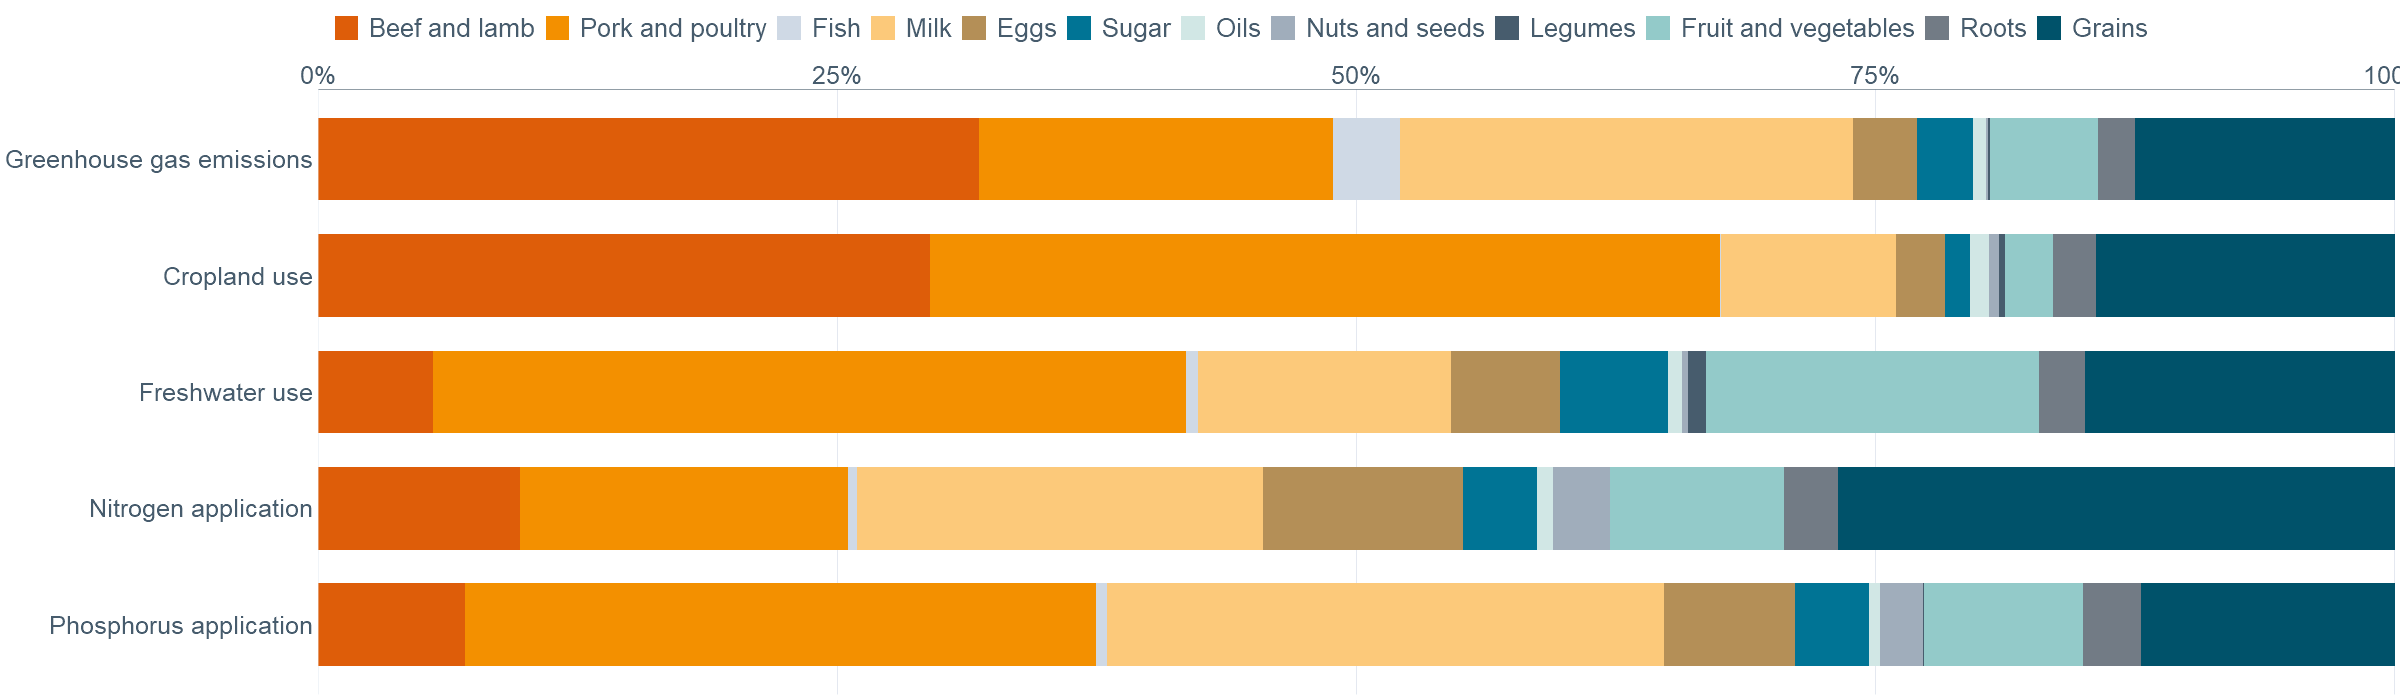 Beef and lamb Pork and poultry Fish Milk Eggs Sugar Oils Nuts and seeds Legumes Fruit and vegetables Roots Grains
0% 25% 50% 75% 100
Greenhouse gas emissions
Cropland use
Freshwater use
Nitrogen application
Phosphorus application